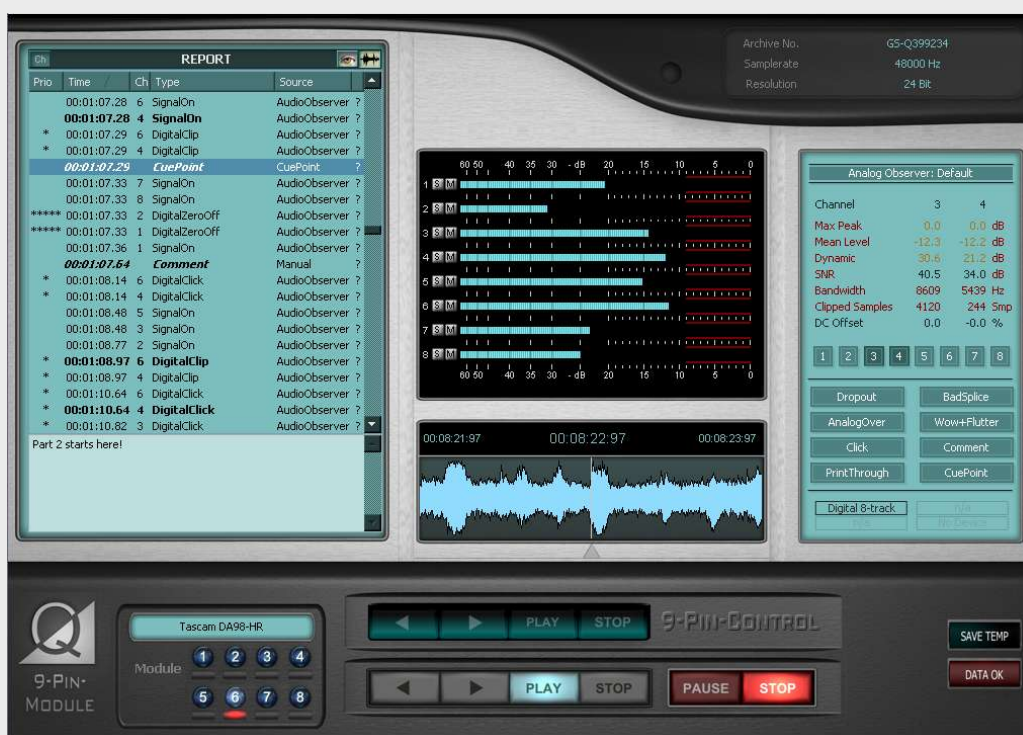 Archive No. GS-Q399234
Samplerate 48000 Hz
Resolution 24 Bit
Ch REPORT
Prio Time Ch Type Source
00:01:07.28 6 SignalOn AudioObserver ?
00:01:07.28 4 SignalOn AudioObserver ?
* 00:01:07.29 6 DigitalClip AudioObserver ?
* 00:01:07.29 4 DigitalClip AudioObserver ?
00:01:07.29 CuePoint CuePoint ?
00:01:07.33 7 SignalOn AudioObserver ?
00:01:07.33 8 SignalOn AudioObserver ?
***** 00:01:07.33 2 DigitalZeroOff AudioObserver ?
***** 00:01:07.33 1 DigitalZeroOff AudioObserver ?
00:01:07.36 1 SignalOn AudioObserver ?
00:01:07.64 Comment Manual ?
* 00:01:08.14 6 DigitalClick AudioObserver ?
* 00:01:08.14 4 DigitalClick AudioObserver ?
00:01:08.48 5 SignalOn AudioObserver ?
00:01:08.48 3 SignalOn AudioObserver ?
00:01:08.77 2 SignalOn AudioObserver ?
* 00:01:08.97 6 DigitalClip AudioObserver ?
* 00:01:08.97 4 DigitalClip AudioObserver ?
* 00:01:10.64 6 DigitalClick AudioObserver ?
* 00:01:10.64 4 DigitalClick AudioObserver ?
* 00:01:10.82 3 DigitalClick AudioObserver ?
Part 2 starts here!
60 50 40 35 30 - dB 20 15 10 5 0
1 S M
2 S M
3 S M
4 S M
5 S M
6 S M
7 S M
8 S M
60 50 40 35 30 - dB 20 15 10 5 0
00:08:21:97 00:08:22:97 00:08:23:97
Analog Observer: Default
Channel 3 4
Max Peak 0.0 0.0 dB
Mean Level -12.3 -12.2 dB
Dynamic 30.6 21.2 dB
SNR 40.5 34.0 dB
Bandwidth 8609 5439 Hz
Clipped Samples 4120 244 Smp
DC Offset 0.0 -0.0 %
1 2 3 4 5 6 7 8
Dropout BadSplice
AnalogOver Wow+Flutter
Click Comment
PrintThrough CuePoint
Digital 8-track n/a
n/a No Device
9-PIN-MODULE
Tascam DA98-HR
Module 1 2 3 4
5 6 7 8
PLAY STOP 9-PIN-CONTROL
PLAY STOP PAUSE STOP
SAVE TEMP
DATA OK